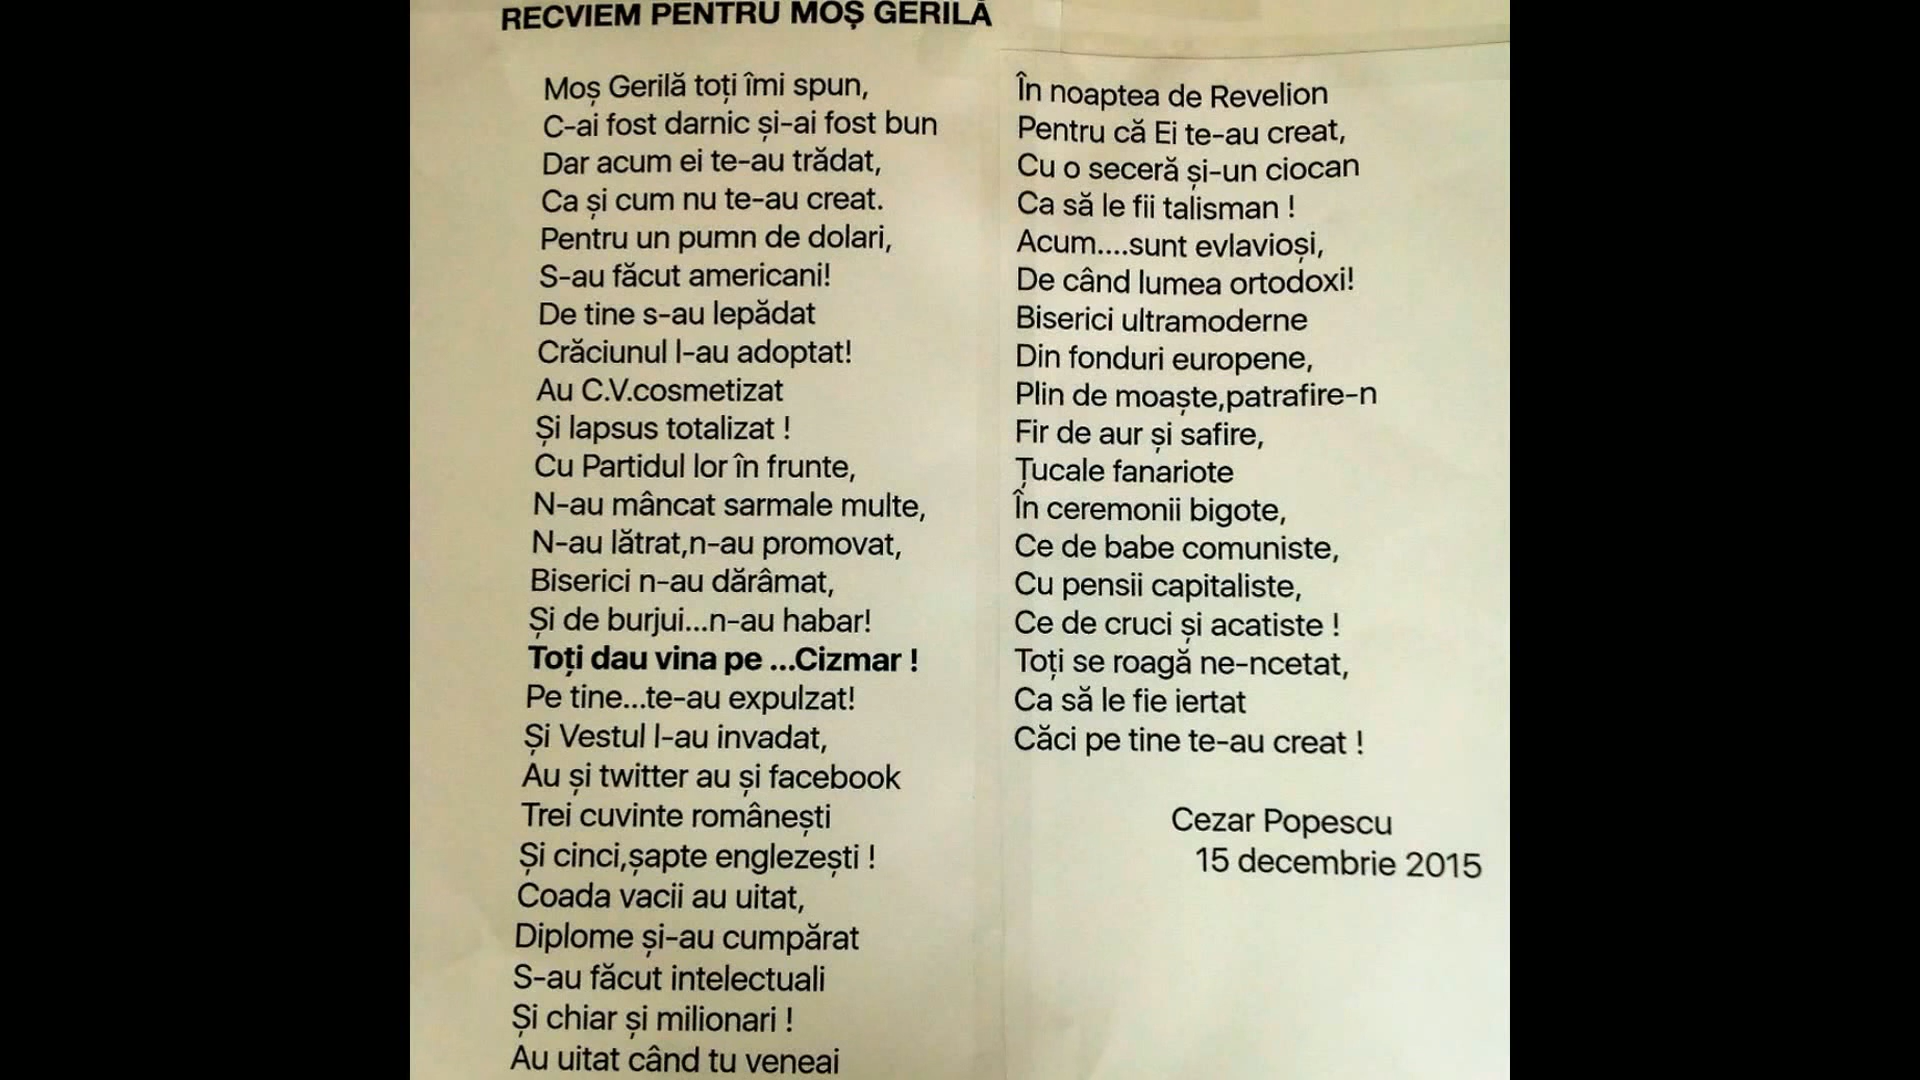 RECVIEM PENTRU MOȘ GERILĂ
Moș Gerilă toți îmi spun,
C-ai fost darnic și-ai fost bun
Dar acum ei te-au trădat,
Ca și cum nu te-au creat.
Pentru un pumn de dolari,
S-au făcut americani!
De tine s-au lepădat
Crăciunul l-au adoptat!
Au C.V.cosmetizat
Și lapsus totalizat !
Cu Partidul lor în frunte,
N-au mâncat sarmale multe,
N-au lătrat,n-au promovat,
Biserici n-au dărâmat,
Și de burjui...n-au habar!
Toți dau vina pe ...Cizmar !
Pe tine...te-au expulzat!
Și Vestul l-au invadat,
Au și twitter au și facebook
Trei cuvinte românești
Și cinci,șapte englezești !
Coada vacii au uitat,
Diplome și-au cumpărat
S-au făcut intelectuali
Și chiar și milionari !
Au uitat când tu veneai
În noaptea de Revelion
Pentru că Ei te-au creat,
Cu o seceră și-un ciocan
Ca să le fii talisman !
Acum....sunt evlavioși,
De când lumea ortodoxi!
Biserici ultramoderne
Din fonduri europene,
Plin de moaște,patrafire-n
Fir de aur și safire,
Țucale fanariote
În ceremonii bigote,
Ce de babe comuniste,
Cu pensii capitaliste,
Ce de cruci și acatiste !
Toți se roagă ne-ncetat,
Ca să le fie iertat
Căci pe tine te-au creat !
Cezar Popescu
15 decembrie 2015